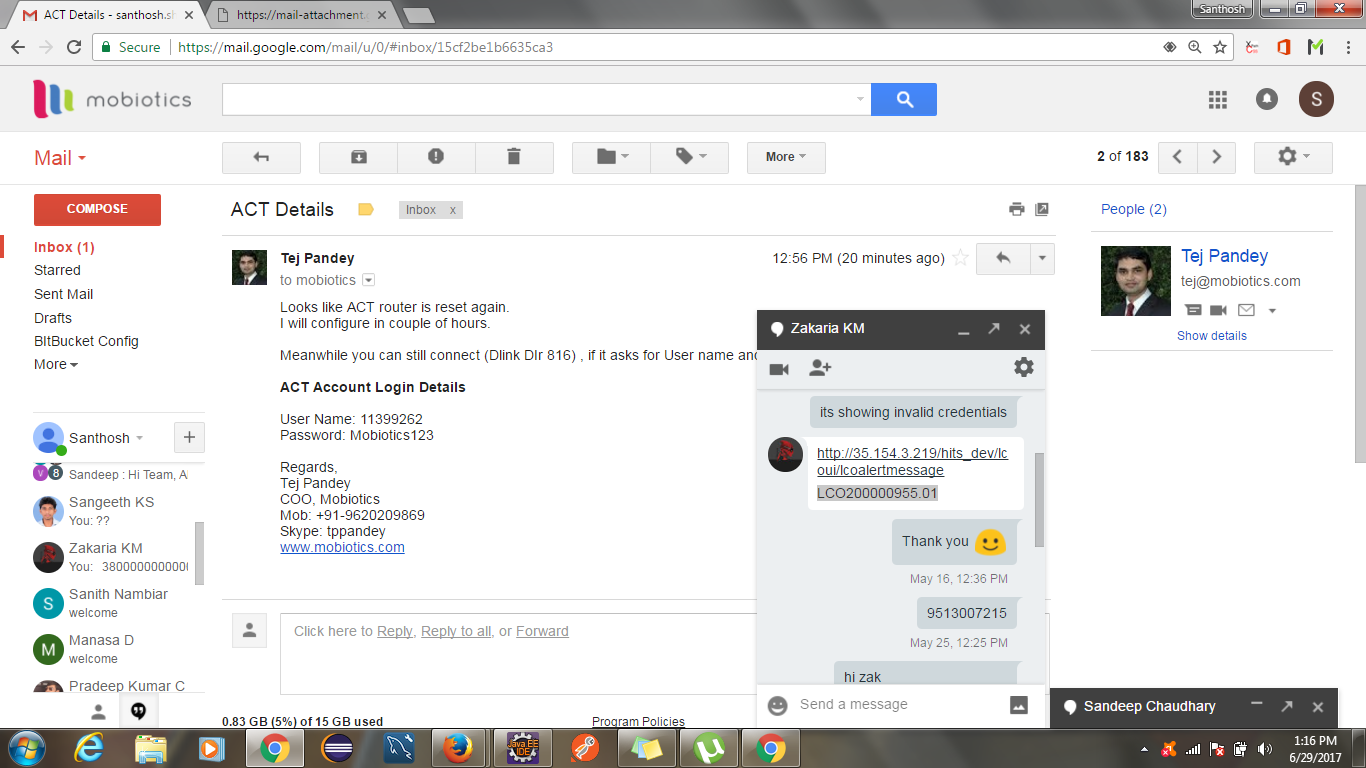 ACT Details - santhosh.sh
https://mail-attachment.
Santhosh
Secure
https://mail.google.com/mail/u/0/#inbox/15cf2be1b6635ca3
mobiotics
Mail
More
2 of 183
COMPOSE
Inbox (1)
Starred
Sent Mail
Drafts
BItBucket Config
More
ACT Details
Inbox x
People (2)
Tej Pandey
to mobiotics
12:56 PM (20 minutes ago)
Looks like ACT router is reset again.
I will configure in couple of hours.
Meanwhile you can still connect (Dlink DIr 816) , if it asks for User name and
ACT Account Login Details
User Name: 11399262
Password: Mobiotics123
Regards,
Tej Pandey
COO, Mobiotics
Mob: +91-9620209869
Skype: tppandey
www.mobiotics.com
Click here to Reply, Reply to all, or Forward
0.83 GB (5%) of 15 GB used
Program Policies
Tej Pandey
tej@mobiotics.com
Show details
Santhosh
V 8 Sandeep : Hi Team, A
Sangeeth KS
You: ??
Zakaria KM
You: 380000000000
S Sanith Nambiar
welcome
M Manasa D
welcome
Pradeep Kumar C
Zakaria KM
its showing invalid credentials
http://35.154.3.219/hits_dev/lc
oui/lcoalertmessage
LCO200000955.01
Thank you
May 16, 12:36 PM
9513007215
May 25, 12:25 PM
hi zak
Send a message
Sandeep Chaudhary
S
Java EE
IDE
1:16 PM
6/29/2017